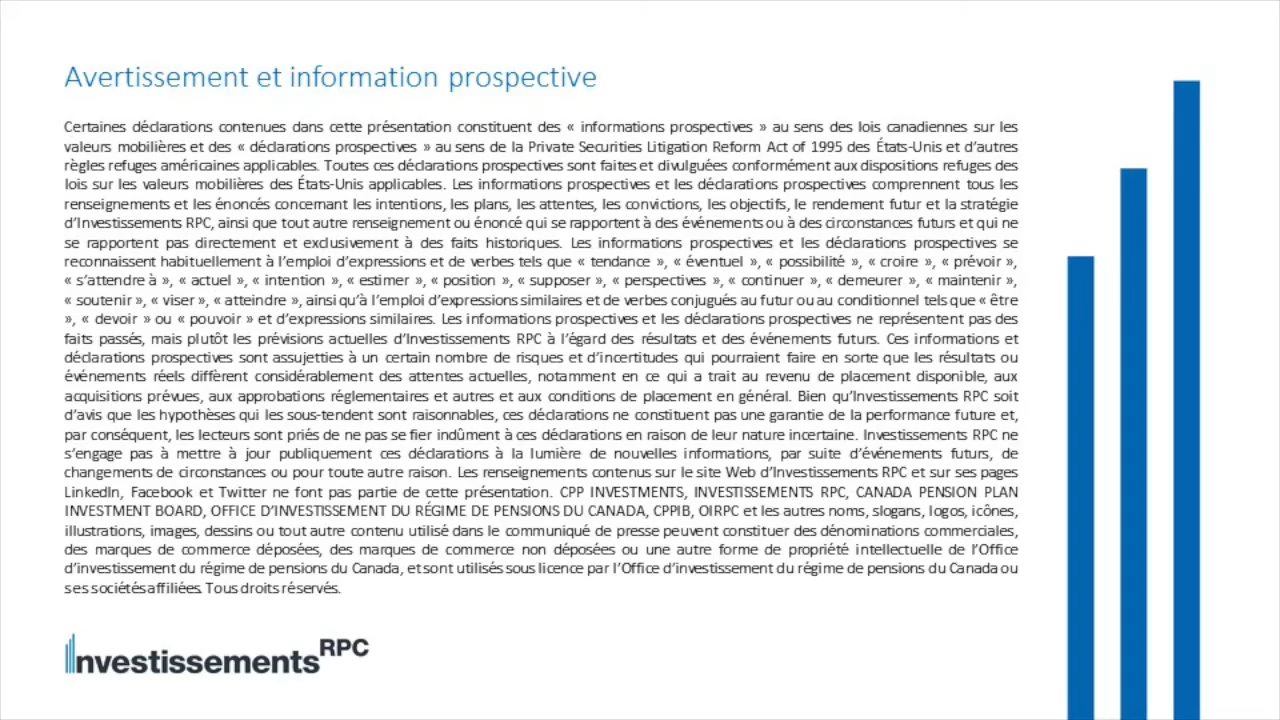 Avertissement et information prospective
Certaines déclarations contenues dans cette présentation constituent des « informations prospectives » au sens des lois canadiennes sur les
valeurs mobilières et des « déclarations prospectives » au sens de la Private Securities Litigation Reform Act of 1995 des États-Unis et d’autres
règles refuges américaines applicables. Toutes ces déclarations prospectives sont faites et divulguées conformément aux dispositions refuges des
lois sur les valeurs mobilières des États-Unis applicables. Les informations prospectives et les déclarations prospectives comprennent tous les
renseignements et les énoncés concernant les intentions, les plans, les attentes, les convictions, les objectifs, le rendement futur et la stratégie
d’Investissements RPC, ainsi que tout autre renseignement ou énoncé qui se rapportent à des événements ou à des circonstances futurs et qui ne
se rapportent pas directement et exclusivement à des faits historiques. Les informations prospectives et les déclarations prospectives se
reconnaissent habituellement à l’emploi d’expressions et de verbes tels que « tendance », « éventuel », « possibilité », « croire », « prévoir »,
« s’attendre à », « actuel », « intention », « estimer », « position », « supposer », « perspectives », « continuer », « demeurer », « maintenir »,
« soutenir », « viser », « atteindre », ainsi qu’à l’emploi d’expressions similaires et de verbes conjugués au futur ou au conditionnel tels que « être
», « devoir » ou « pouvoir » et d’expressions similaires. Les informations prospectives et les déclarations prospectives ne représentent pas des
faits passés, mais plutôt les prévisions actuelles d’Investissements RPC à l’égard des résultats et des événements futurs. Ces informations et
déclarations prospectives sont assujetties à un certain nombre de risques et d’incertitudes qui pourraient faire en sorte que les résultats ou
événements réels diffèrent considérablement des attentes actuelles, notamment en ce qui a trait au revenu de placement disponible, aux
acquisitions prévues, aux approbations réglementaires et autres et aux conditions de placement en général. Bien qu’Investissements RPC soit
d’avis que les hypothèses qui les sous-tendent sont raisonnables, ces déclarations ne constituent pas une garantie de la performance future et,
par conséquent, les lecteurs sont priés de ne pas se fier indûment à ces déclarations en raison de leur nature incertaine. Investissements RPC ne
s’engage pas à mettre à jour publiquement ces déclarations à la lumière de nouvelles informations, par suite d’événements futurs, de
changements de circonstances ou pour toute autre raison. Les renseignements contenus sur le site Web d’Investissements RPC et sur ses pages
LinkedIn, Facebook et Twitter ne font pas partie de cette présentation. CPP INVESTMENTS, INVESTISSEMENTS RPC, CANADA PENSION PLAN
INVESTMENT BOARD, OFFICE D’INVESTISSEMENT DU RÉGIME DE PENSIONS DU CANADA, CPPIB, OIRPC et les autres noms, slogans, logos, icônes,
illustrations, images, dessins ou tout autre contenu utilisé dans le communiqué de presse peuvent constituer des dénominations commerciales,
des marques de commerce déposées, des marques de commerce non déposées ou une autre forme de propriété intellectuelle de l’Office
d’investissement du régime de pensions du Canada, et sont utilisés sous licence par l’Office d’investissement du régime de pensions du Canada ou
ses sociétés affiliées. Tous droits réservés.
Investissements RPC